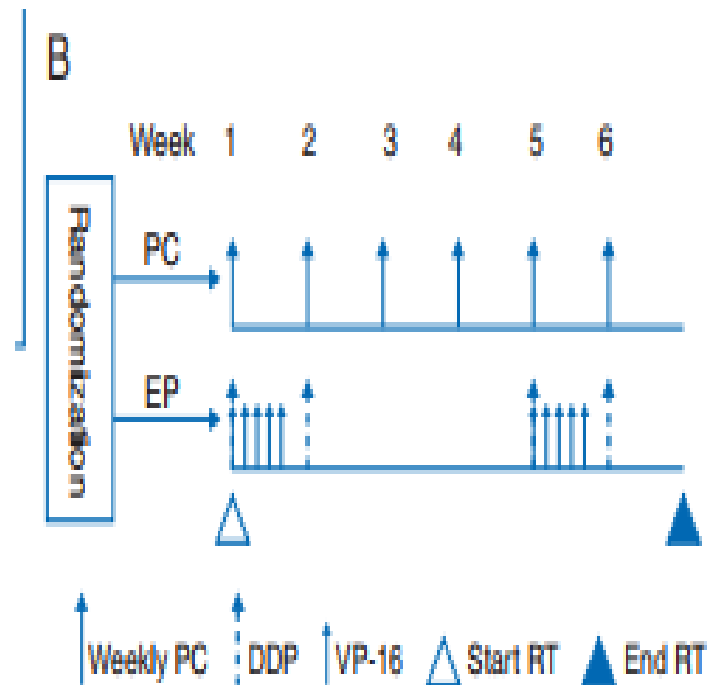 B
Week 1 2 3 4 5 6
Randomization
PC
EP
Weekly PC DDP VP-16 Start RT End RT